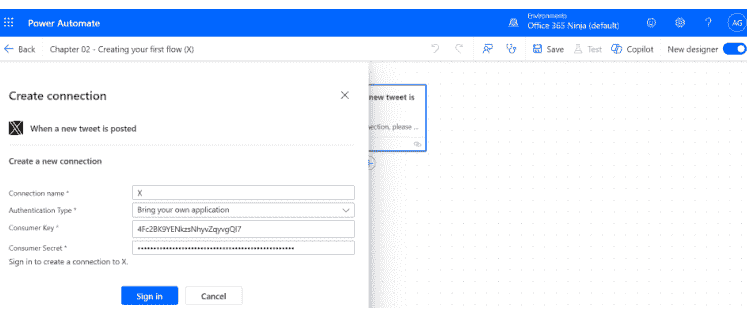 Power Automate
Environments
Office 365 Ninja (default)
?
AG
Back
Chapter 02 - Creating your first flow (X)
Save
Test
Copilot
New designer
Create connection
new tweet is
When a new tweet is posted
nection, please ...
Create a new connection
Connection name *
X
Authentication Type *
Bring your own application
Consumer Key *
4Fc2BK9YENkzsNhyvZqyvgQI7
Consumer Secret *
••••••••••••••••••••••••••••••••••••••••••••••••••
Sign in to create a connection to X.
Sign in
Cancel